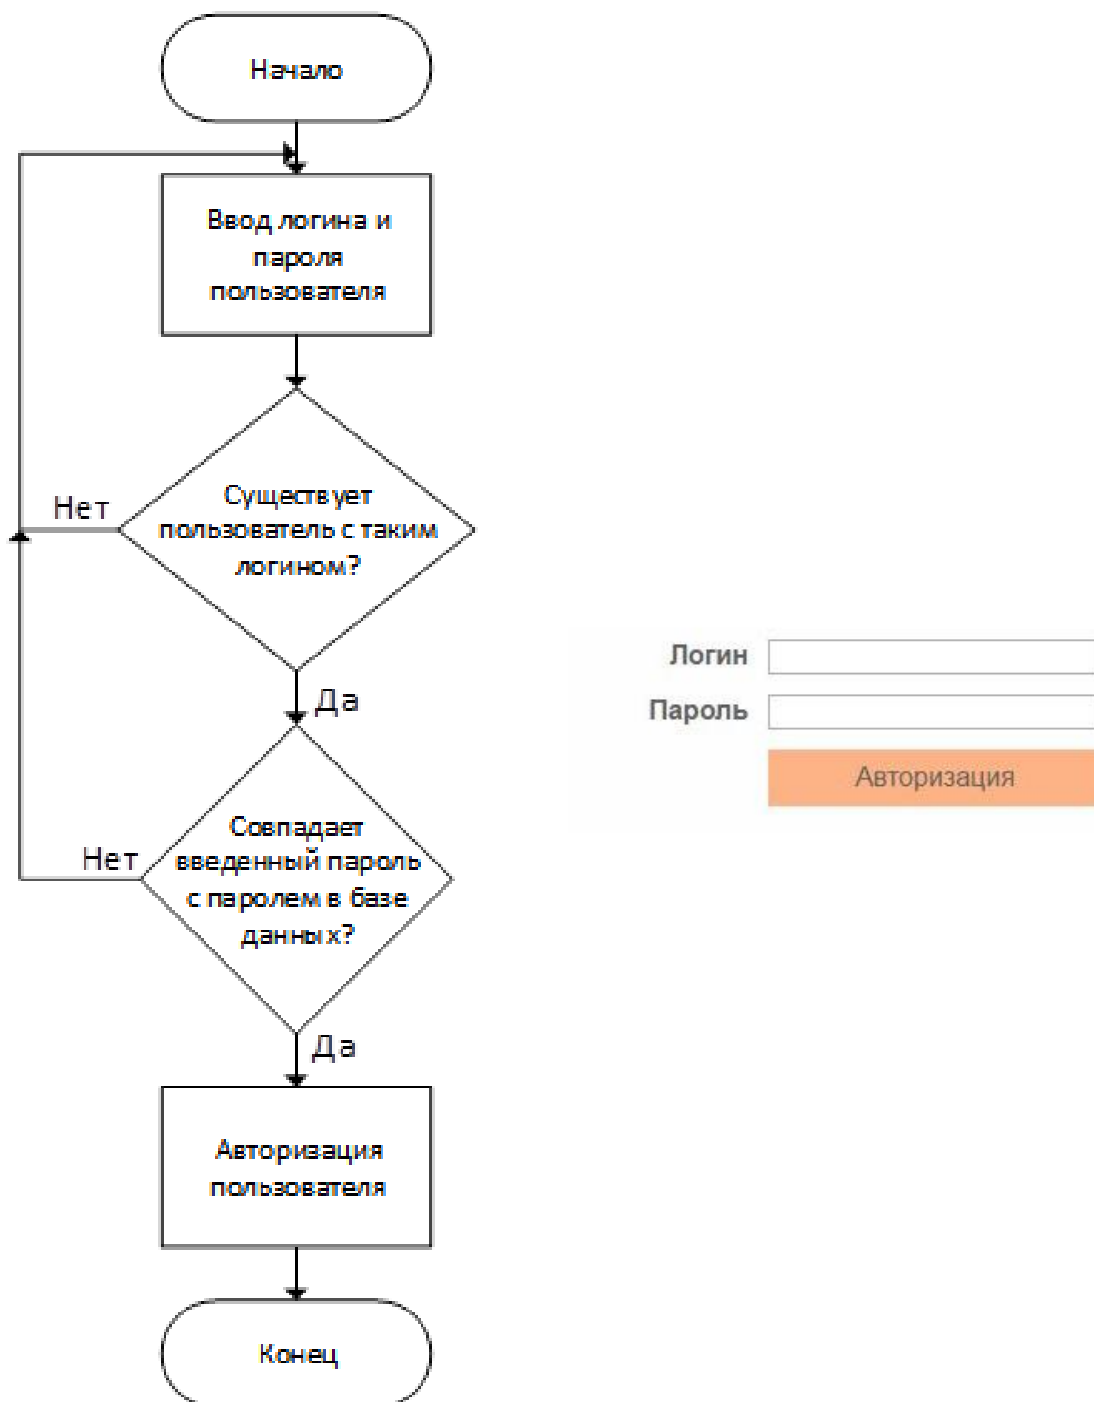 Начало
Ввод логина и
пароля
пользователя
Существует
пользователь с таким
логином?
Нет
Да
Совпадает
введенный пароль
с паролем в базе
данных?
Нет
Да
Авторизация
пользователя
Конец
Логин
Пароль
Авторизация